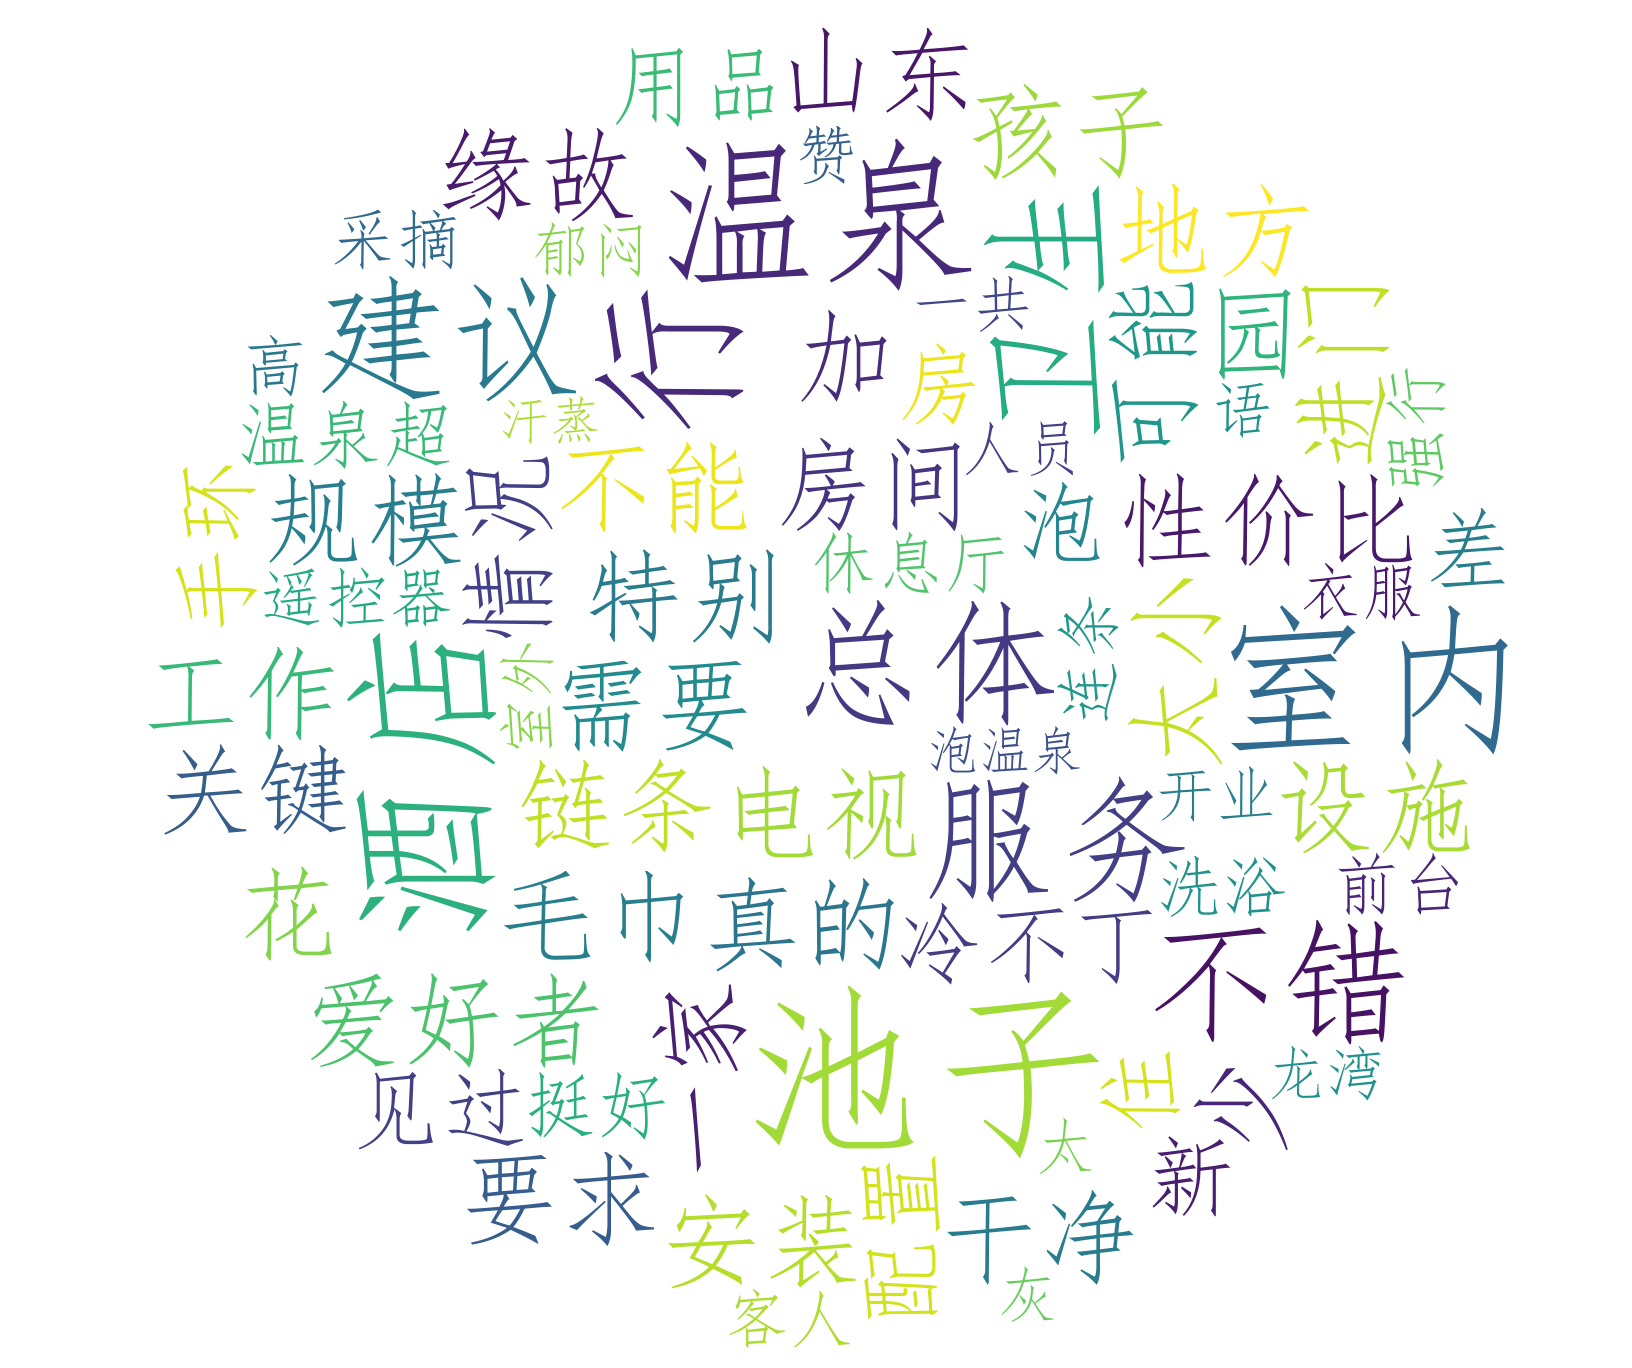 用品
山东
孩子
缘故
温泉
赞
卫生
地方
采摘
郁闷
建议
行
加
一共
可能
园
进门
高
房
语
强行
温泉超
汗蒸
不能
房间
人员
手环
规模
情况
泡
性价比
差
遥控器
特别
休息厅
衣服
工作
酒店
室外
需要
总体
连条
大小
室内
关键
链条
电视
泡温泉
服务
开业
设施
花
毛巾
真的
冷不丁
洗浴
前台
不错
爱好者
一家
池子
见过
挺好
住
少
龙湾
要求
太
新
安装
配置
干净
客人
灰